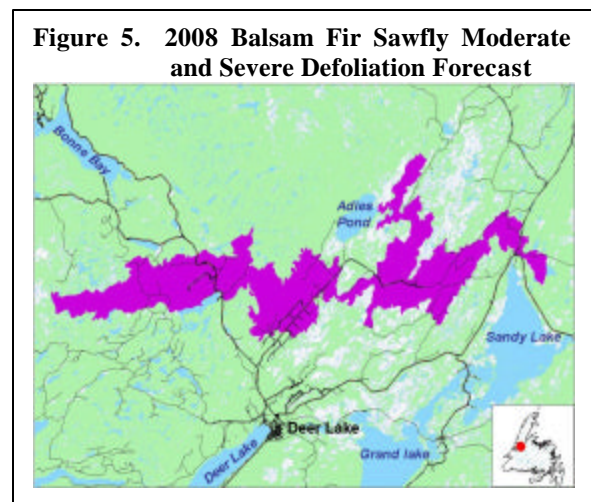 Figure 5. 2008 Balsam Fir Sawfly Moderate
and Severe Defoliation Forecast
Bonne Bay
Adies
Pond
Sandy Lake
Deer Lake
Deer Lake
Grand lake